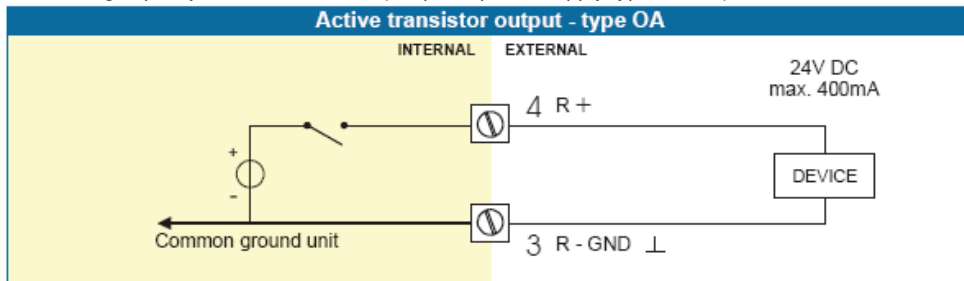 Active transistor output - type OA
INTERNAL EXTERNAL
24V DC
max. 400mA
4 R +
+
DEVICE
-
Common ground unit
3 R - GND ⊥